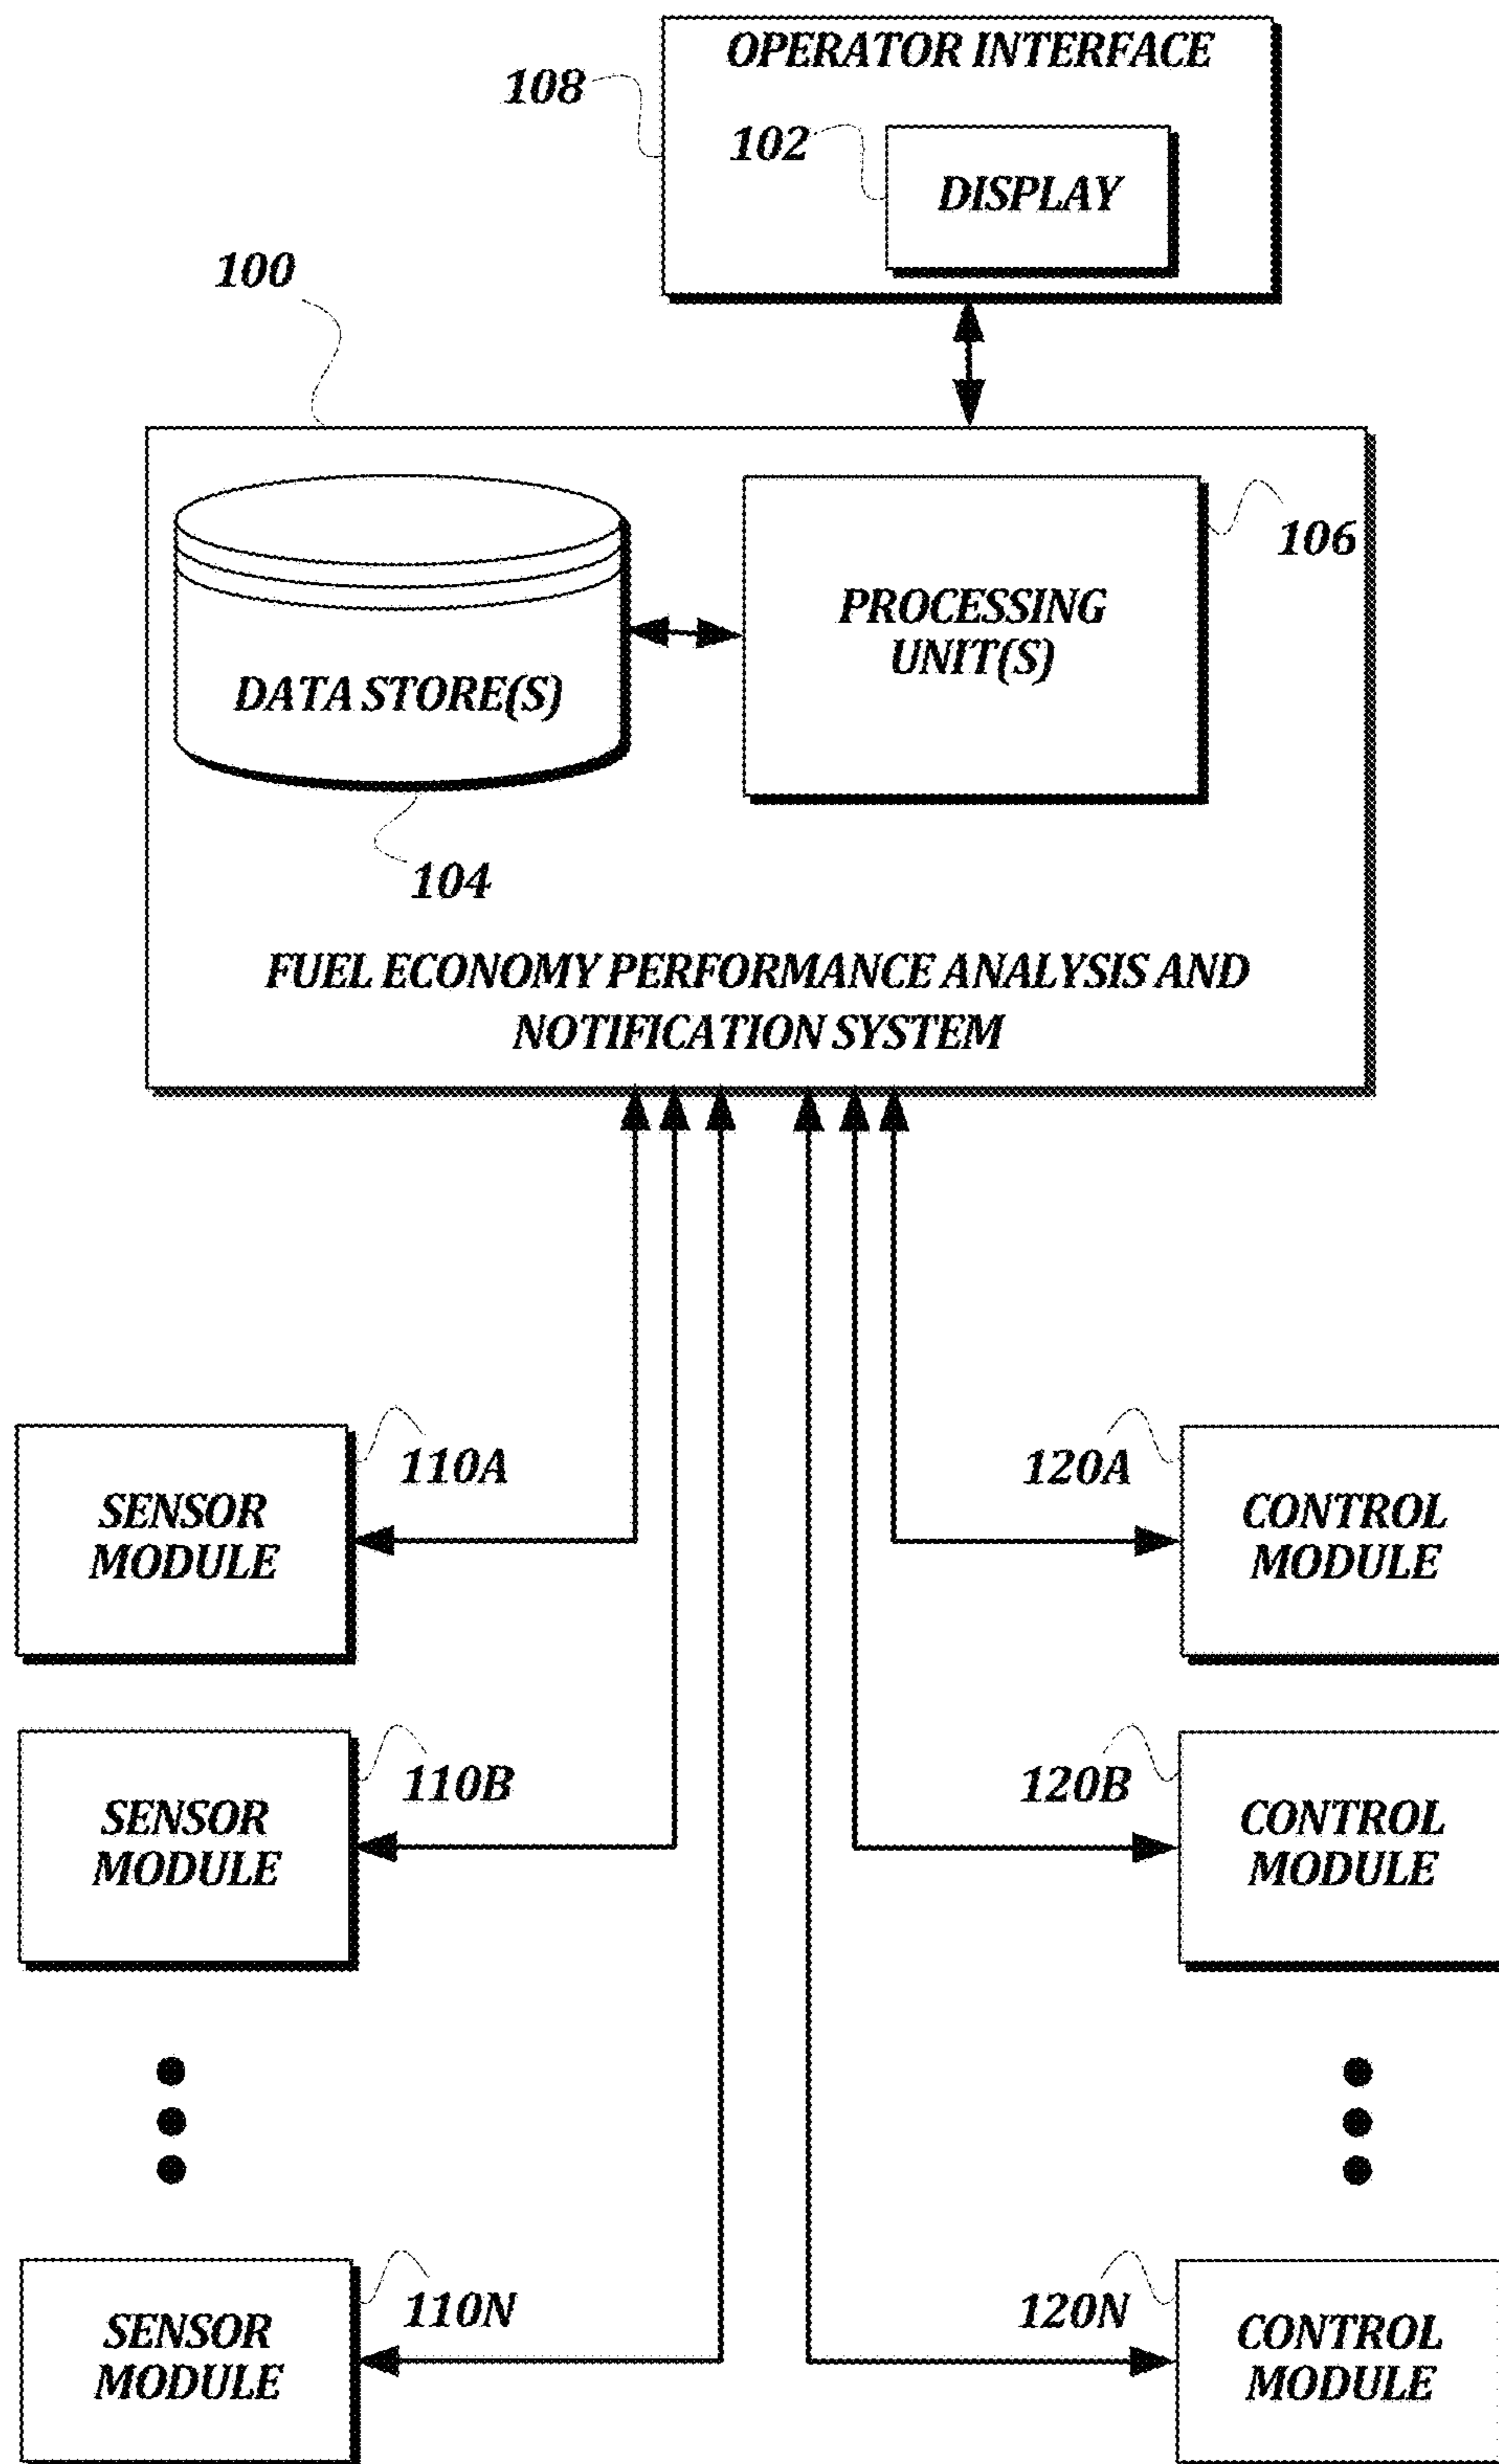 OPERATOR INTERFACE
108
102
DISPLAY
100
106
PROCESSING
UNIT(S)
DATA STORE(S)
104
FUEL ECONOMY PERFORMANCE ANALYSIS AND
NOTIFICATION SYSTEM
110A
SENSOR
MODULE
120A
CONTROL
MODULE
110B
SENSOR
MODULE
120B
CONTROL
MODULE
110N
SENSOR
MODULE
120N
CONTROL
MODULE